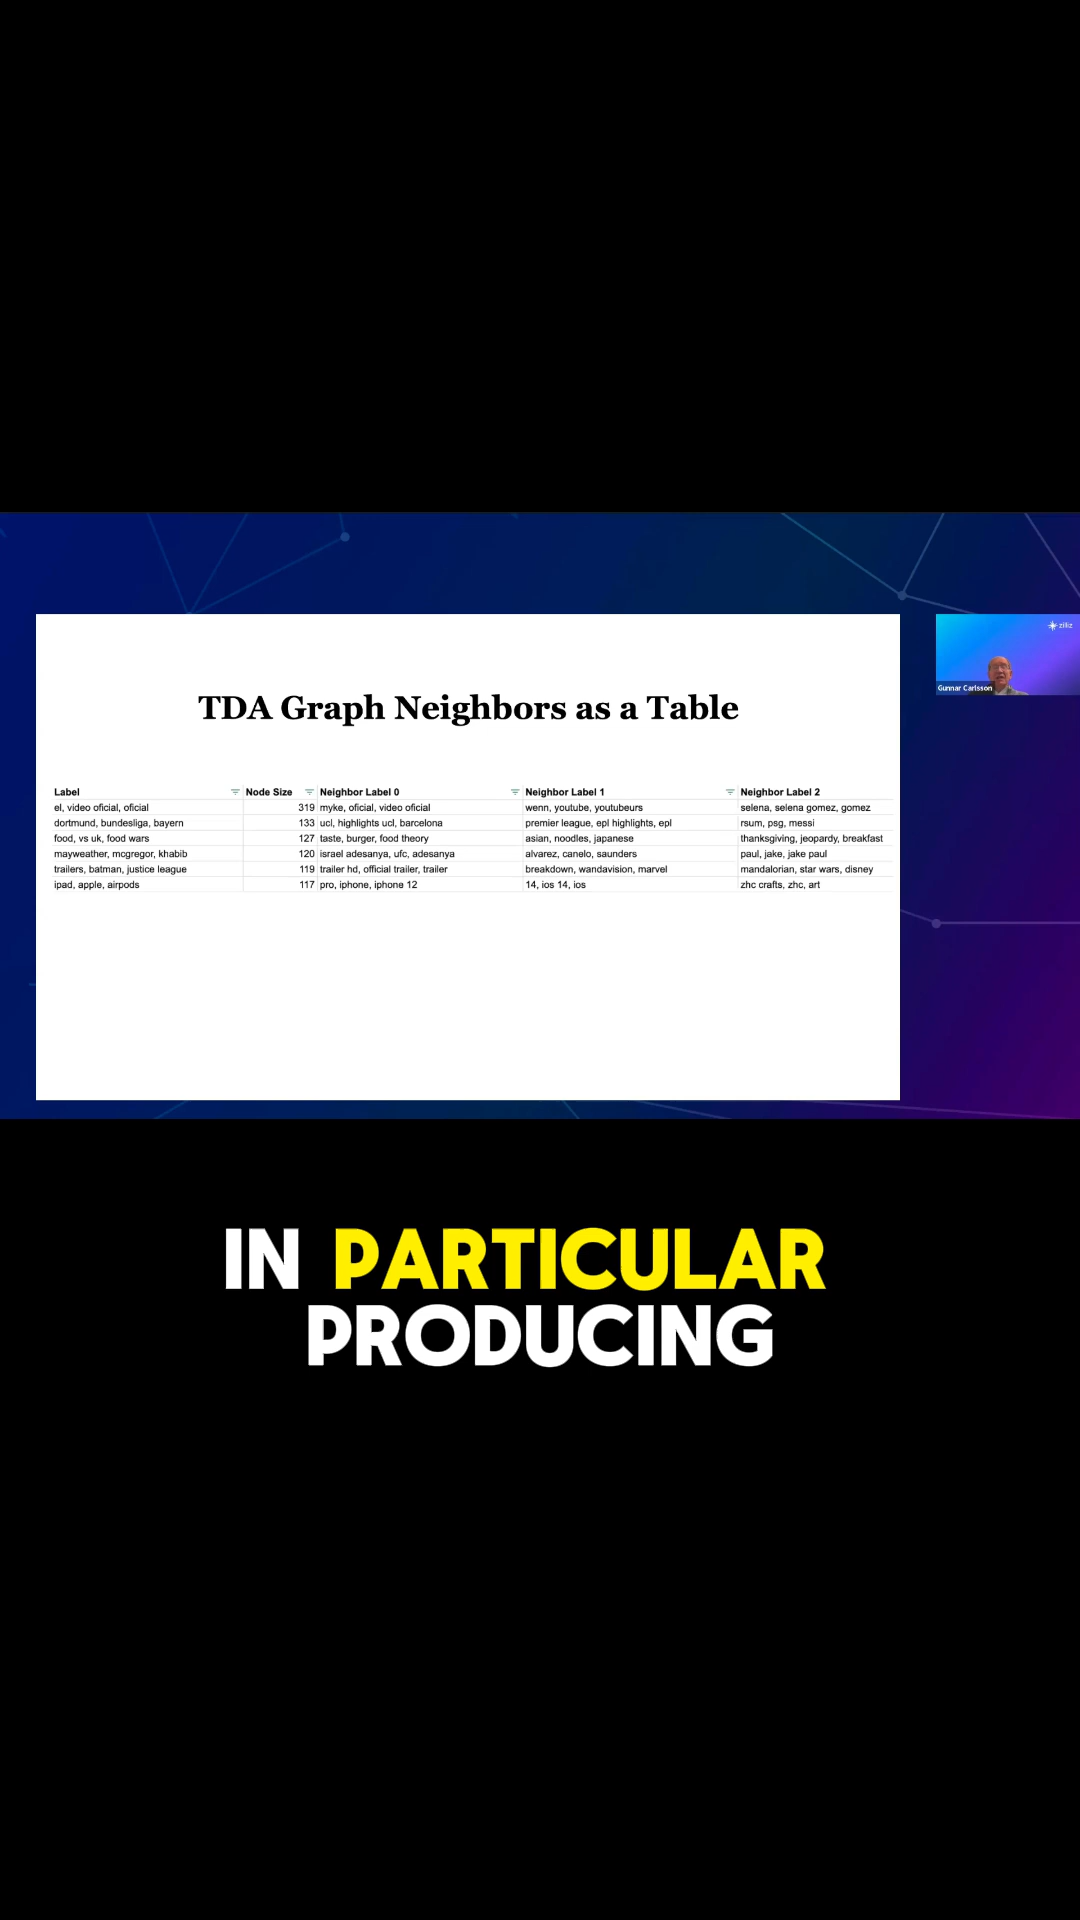 zilliz
Gunnar Carlsson
TDA Graph Neighbors as a Table
Label Node Size Neighbor Label 0 Neighbor Label 1 Neighbor Label 2
el, video oficial, oficial 319 myke, oficial, video oficial wenn, youtube, youtubeurs selena, selena gomez, gomez
dortmund, bundesliga, bayern 133 ucl, highlights ucl, barcelona premier league, epl highlights, epl rsum, psg, messi
food, vs uk, food wars 127 taste, burger, food theory asian, noodles, japanese thanksgiving, jeopardy, breakfast
mayweather, mcgregor, khabib 120 israel adesanya, ufc, adesanya alvarez, canelo, saunders paul, jake, jake paul
trailers, batman, justice league 119 trailer hd, official trailer, trailer breakdown, wandavision, marvel mandalorian, star wars, disney
ipad, apple, airpods 117 pro, iphone, iphone 12 14, ios 14, ios zhc crafts, zhc, art
IN PARTICULAR
PRODUCING